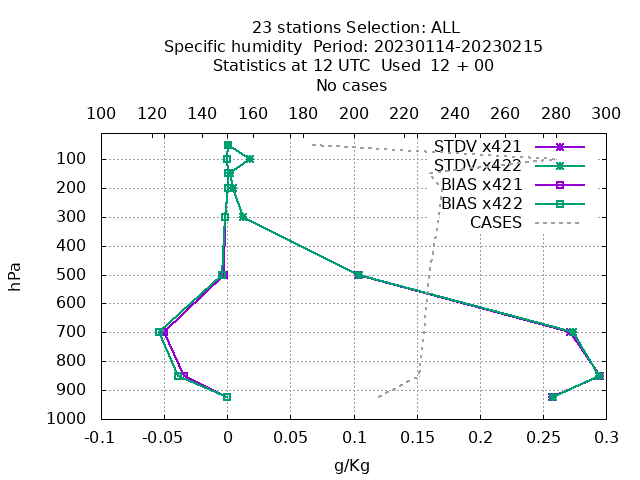 23 stations Selection: ALL
Specific humidity  Period: 20230114-20230215
Statistics at 12 UTC  Used  12 + 00
No cases
100 120 140 160 180 200 220 240 260 280 300
STDV x421
STDV x422
BIAS x421
BIAS x422
CASES
hPa
100
200
300
400
500
600
700
800
900
1000
-0.1 -0.05 0 0.05 0.1 0.15 0.2 0.25 0.3
g/Kg